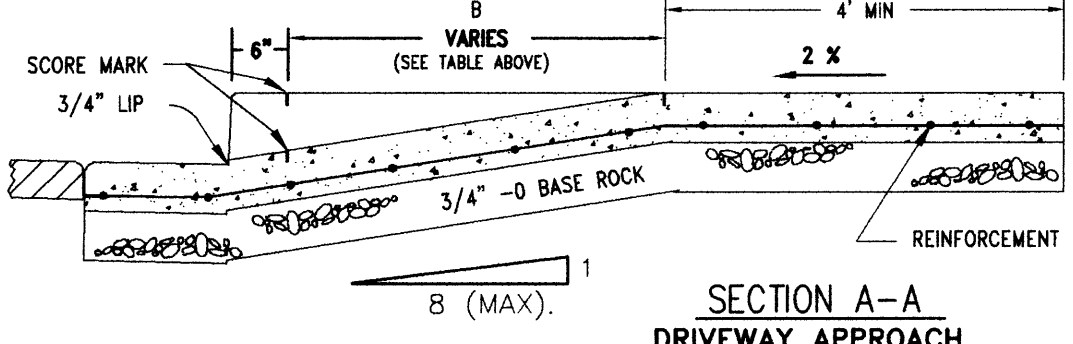 B
4' MIN
6"
VARIES
(SEE TABLE ABOVE)
2 %
SCORE MARK
3/4" LIP
3/4" -0 BASE ROCK
REINFORCEMENT
1
8 (MAX).
SECTION A-A
DRIVEWAY APPROACH